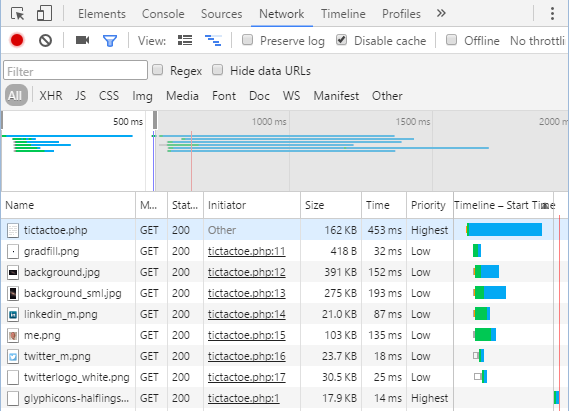 Elements Console Sources Network Timeline Profiles »
View: Preserve log Disable cache Offline No throttli
Filter Regex Hide data URLs
All XHR JS CSS Img Media Font Doc WS Manifest Other
500 ms 1000 ms 1500 ms 2000 m
Name M... Stat... Initiator Size Time Priority Timeline – Start Time
tictactoe.php GET 200 Other 162 KB 453 ms Highest
gradfill.png GET 200 tictactoe.php:11 418 B 32 ms Low
background.jpg GET 200 tictactoe.php:12 391 KB 152 ms Low
background_sml.jpg GET 200 tictactoe.php:13 275 KB 193 ms Low
linkedin_m.png GET 200 tictactoe.php:14 21.0 KB 87 ms Low
me.png GET 200 tictactoe.php:15 103 KB 135 ms Low
twitter_m.png GET 200 tictactoe.php:16 23.7 KB 18 ms Low
twitterlogo_white.png GET 200 tictactoe.php:17 30.5 KB 25 ms Low
glyphicons-halflings... GET 200 tictactoe.php:1 17.9 KB 14 ms Highest